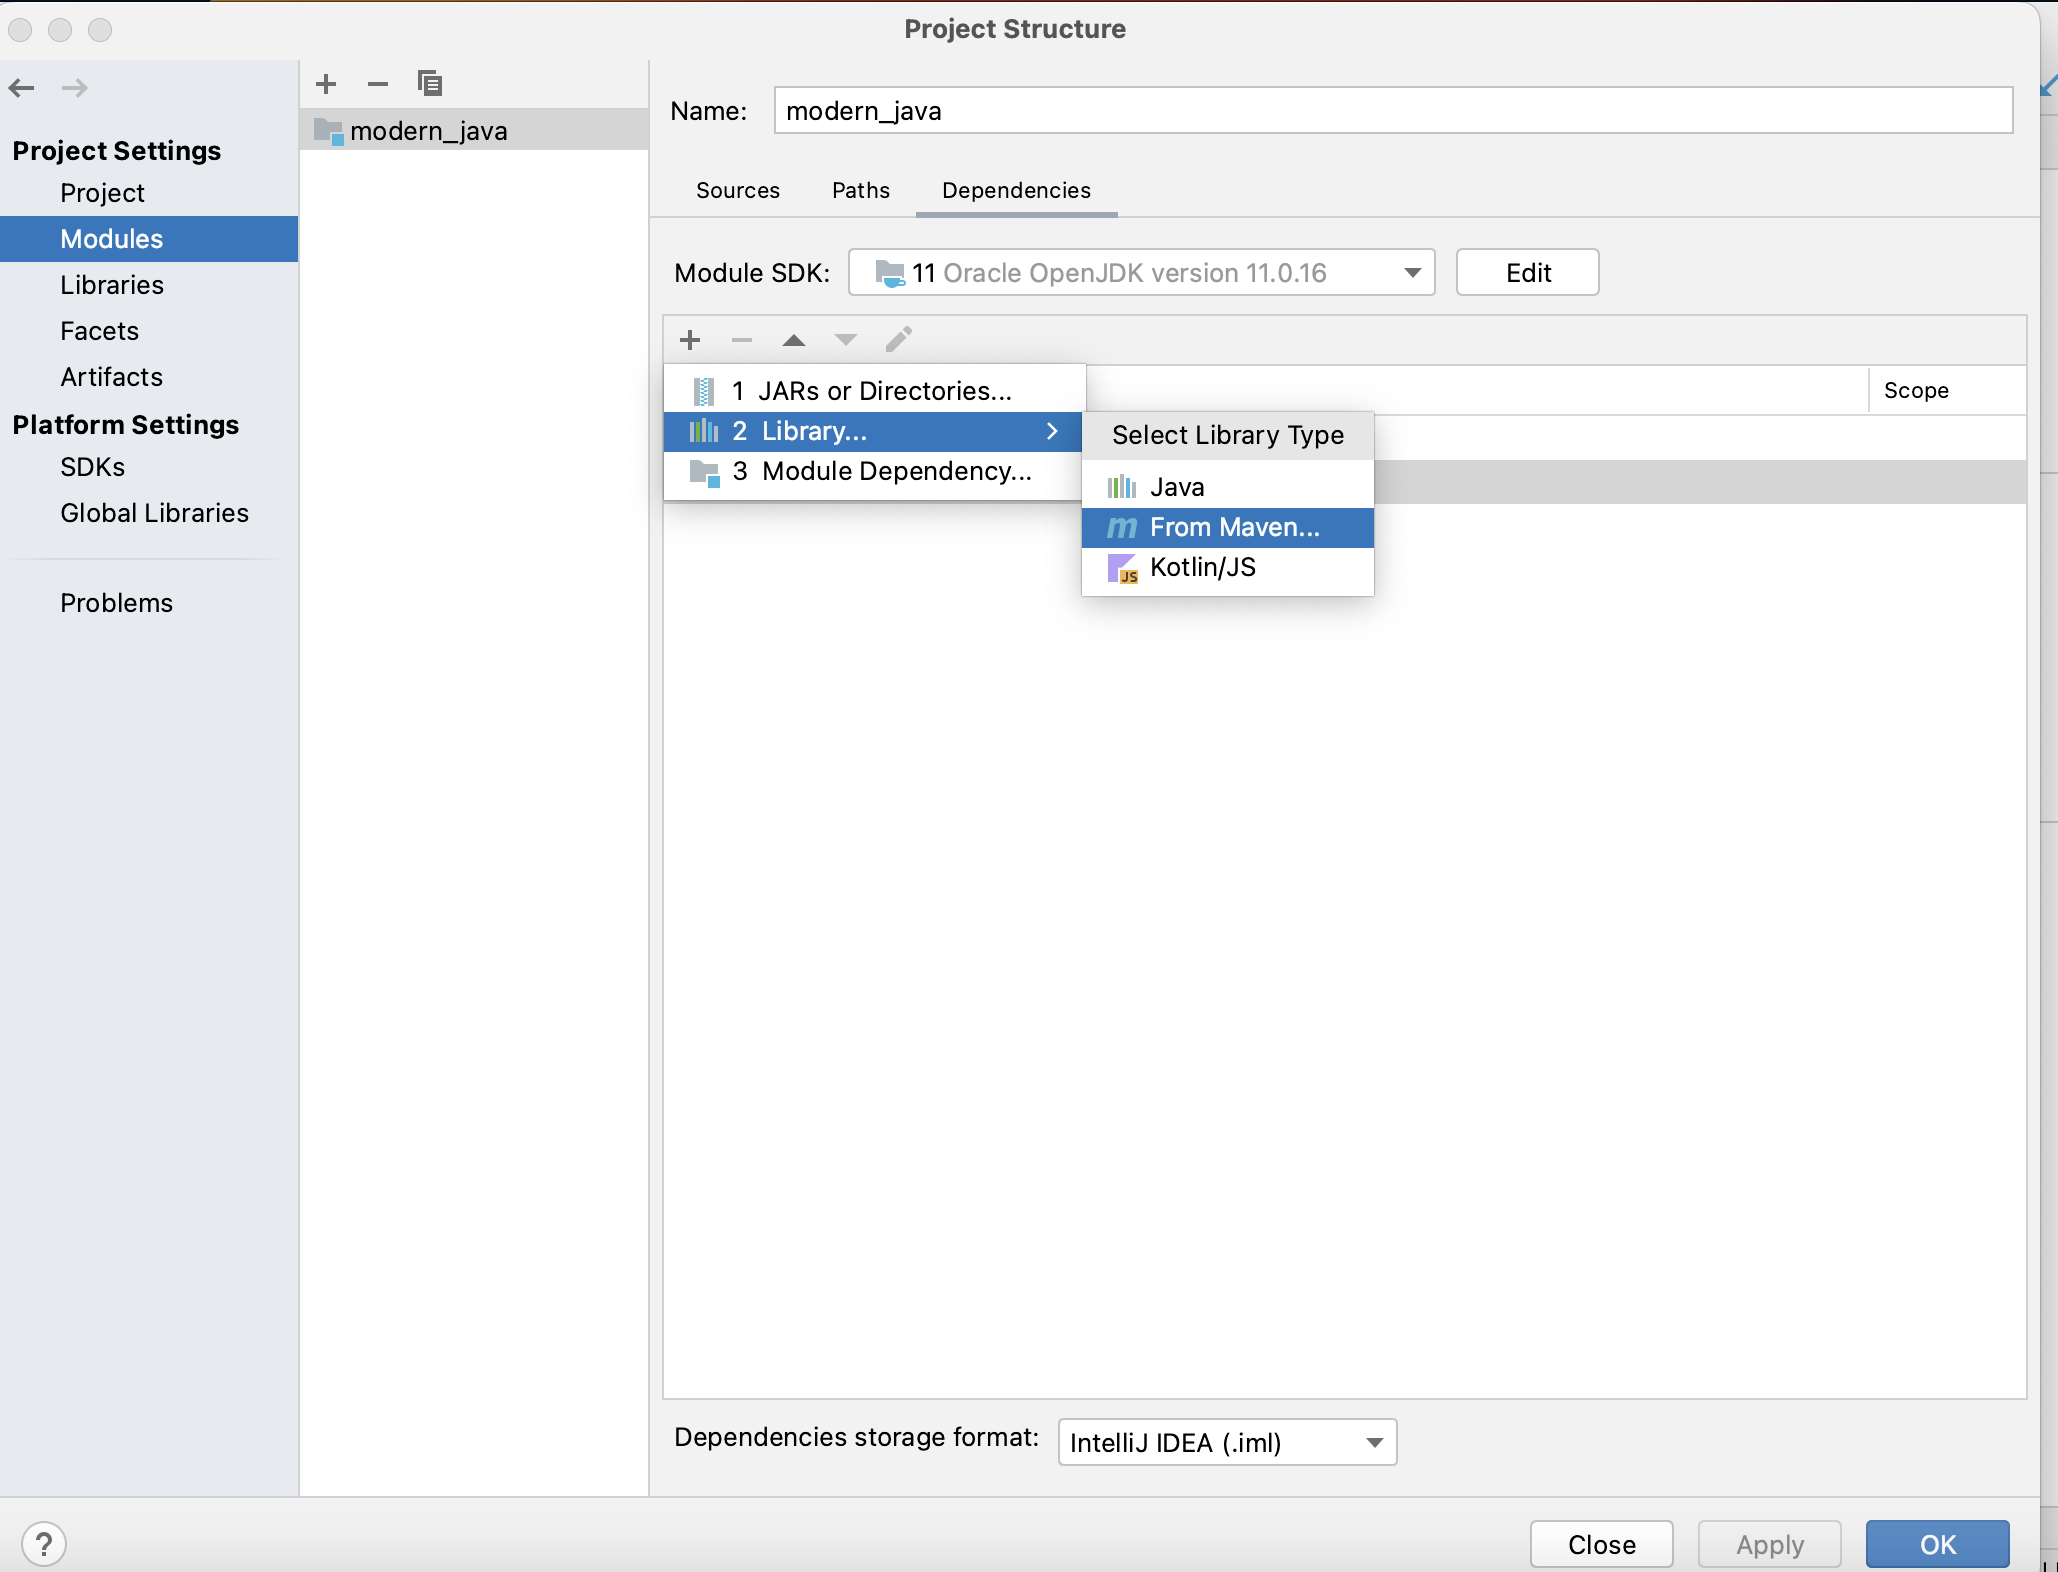 Project Structure
Project Settings
Project
Modules
Libraries
Facets
Artifacts
Platform Settings
SDKs
Global Libraries
Problems
modern_java
Name: modern_java
Sources Paths Dependencies
Module SDK: 11 Oracle OpenJDK version 11.0.16 Edit
Scope
1 JARs or Directories...
2 Library...
3 Module Dependency...
Select Library Type
Java
m From Maven...
JS Kotlin/JS
Dependencies storage format: IntelliJ IDEA (.iml)
? Close Apply OK